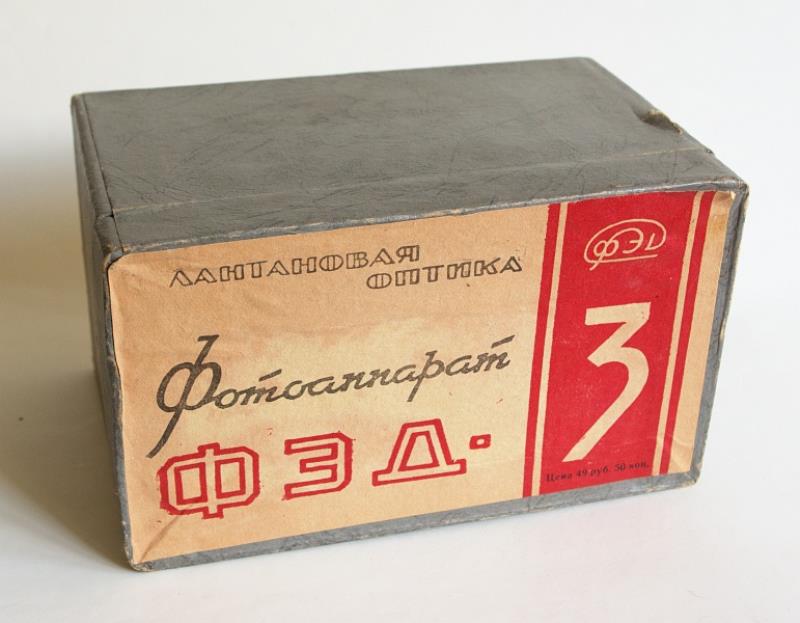 ЛАНТАНОВАЯ
ОПТИКА
Фотоаппарат
ФЭД-
ФЭД
3
Цена 49 руб. 50 коп.